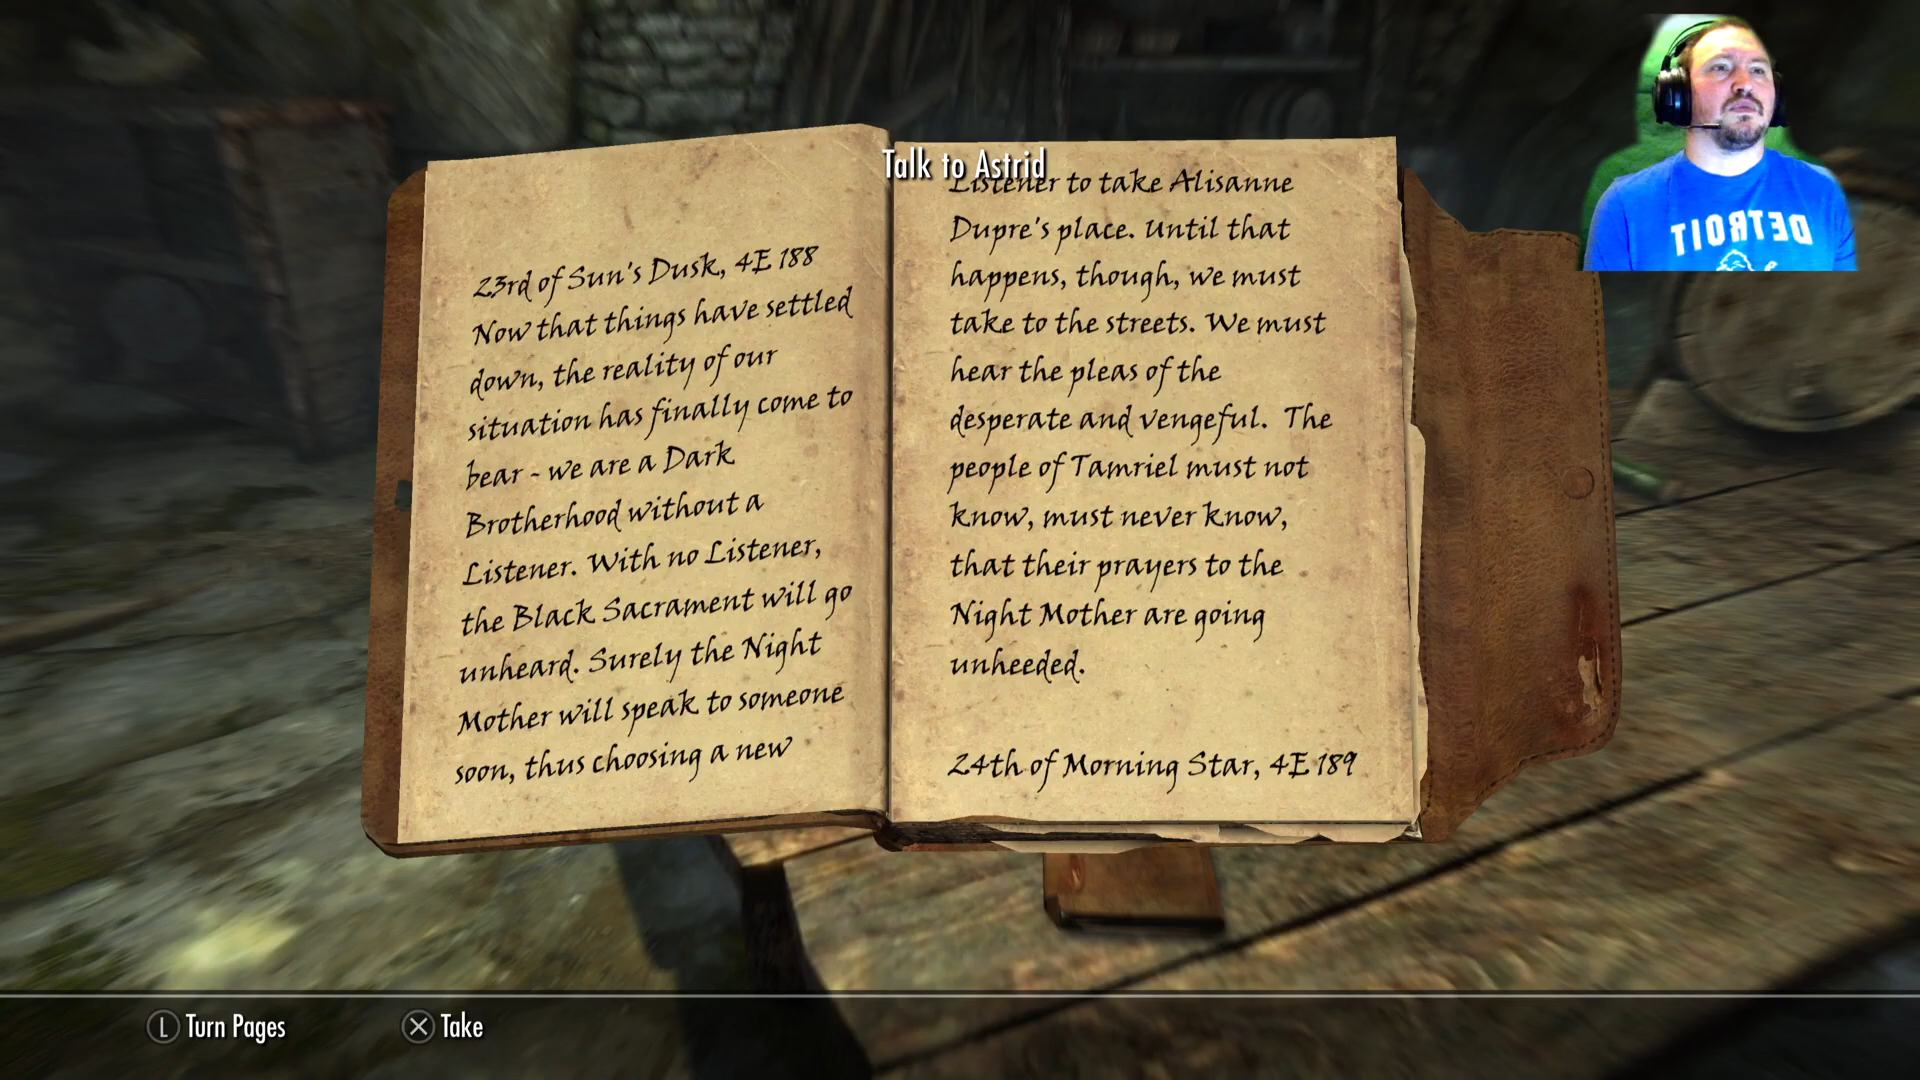 Talk to Astrid
23rd of Sun's Dusk, 4E 188
Now that things have settled
down, the reality of our
situation has finally come to
bear - we are a Dark
Brotherhood without a
Listener. With no Listener,
the Black Sacrament will go
unheard. Surely the Night
Mother will speak to someone
soon, thus choosing a new
Listener to take Alisanne
Dupre's place. Until that
happens, though, we must
take to the streets. We must
hear the pleas of the
desperate and vengeful. The
people of Tamriel must not
know, must never know,
that their prayers to the
Night Mother are going
unheeded.
24th of Morning Star, 4E 189
DETROIT
L Turn Pages
X Take